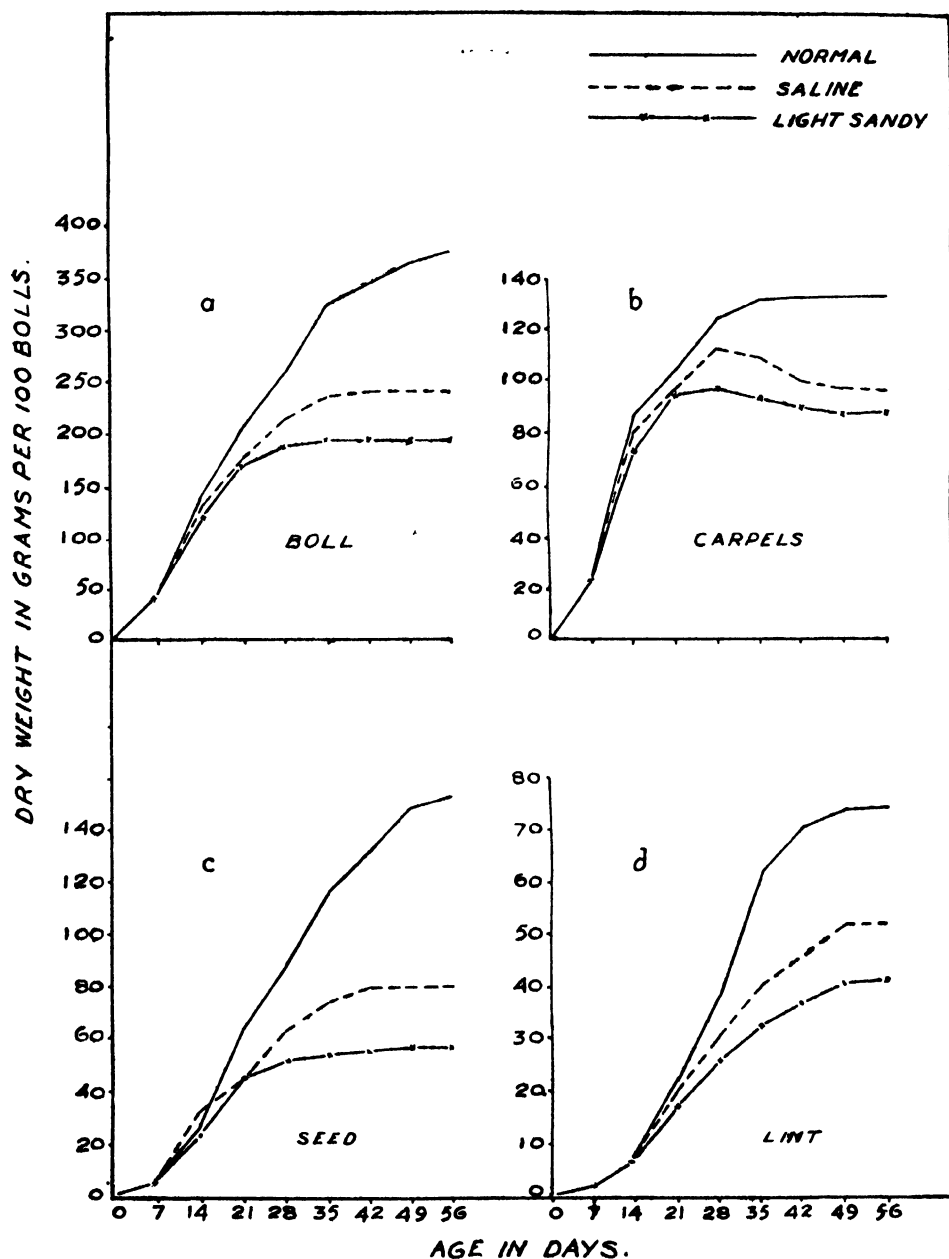 NORMAL
SALINE
LIGHT SANDY
DRY WEIGHT IN GRAMS PER 100 BOLLS.
400
350
300
250
200
150
100
50
0
a
BOLL
140
120
100
80
60
40
20
0
b
CARPELS
140
120
100
80
60
40
20
0
c
SEED
0 7 14 21 28 35 42 49 56
80
70
60
50
40
30
20
10
0
d
LINT
0 7 14 21 28 35 42 49 56
AGE IN DAYS.